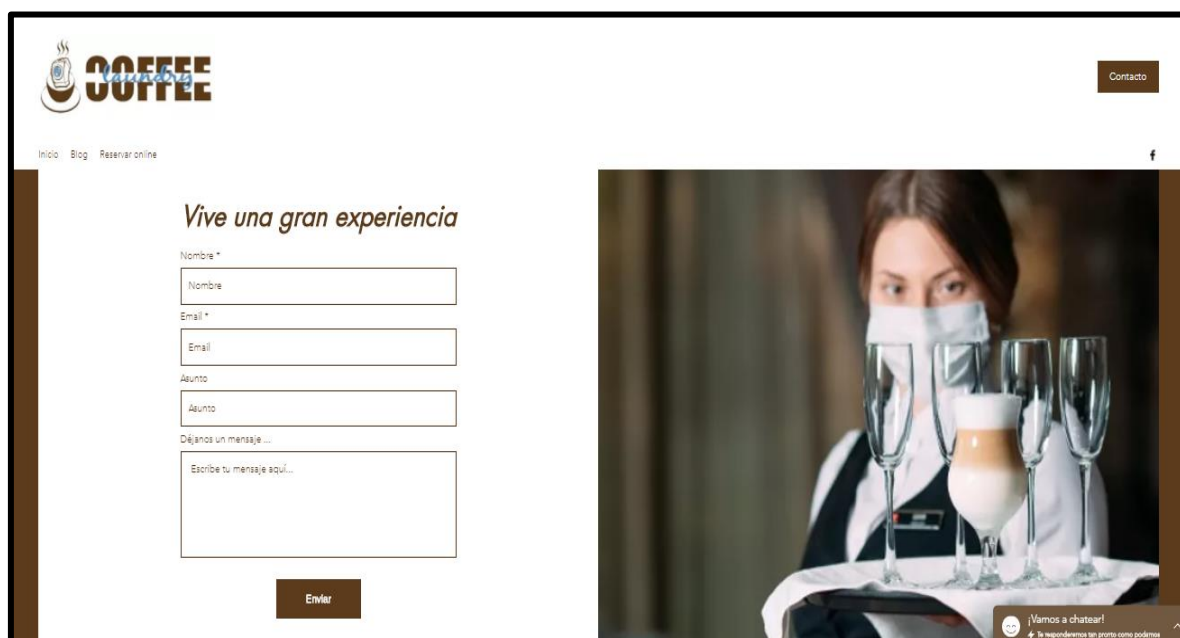 COFFEE
laundry
Contacto
Inicio Blog Reservar online
f
Vive una gran experiencia
Nombre *
Nombre
Email *
Email
Asunto
Asunto
Déjanos un mensaje ...
Escribe tu mensaje aquí...
Enviar
¡Vamos a chatear!
Te responderemos tan pronto como podamos